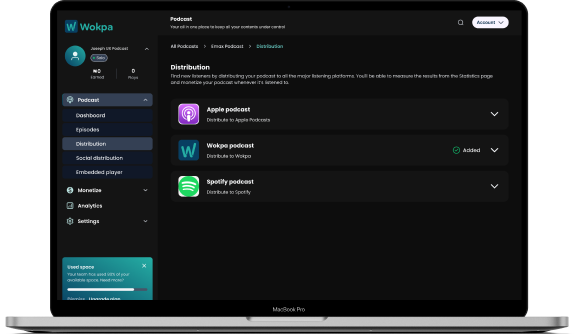 Wokpa
Joseph UX Podcast
₦0
Earned
0
Plays
Podcast
Dashboard
Episodes
Distribution
Social distribution
Embedded player
Monetize
Analytics
Settings
Used space
Your team has used 80% of your
available space. Need more?
Upgrade plan
Podcast
Your all in one place to keep all your contents under control
Account
All Podcasts > Emax Podcast > Distribution
Distribution
Find new listeners by distributing your podcast to all the major listening platforms. You'll be able to measure the results from the Statistics page
and monetize your podcast wherever it's listened to.
Apple podcast
Distribute to Apple Podcasts
Wokpa podcast
Distribute to Wokpa
Added
Spotify podcast
Distribute to Spotify
MacBook Pro